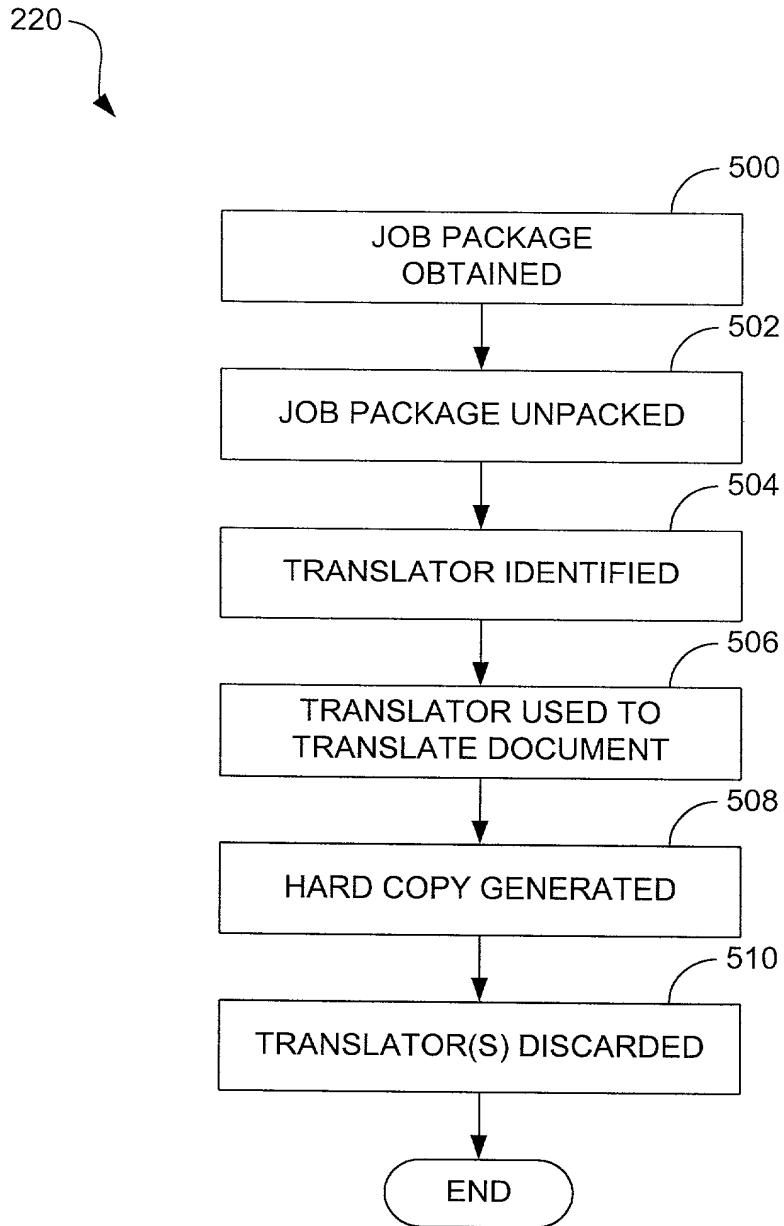 220
500
JOB PACKAGE
OBTAINED
502
JOB PACKAGE UNPACKED
504
TRANSLATOR IDENTIFIED
506
TRANSLATOR USED TO
TRANSLATE DOCUMENT
508
HARD COPY GENERATED
510
TRANSLATOR(S) DISCARDED
END